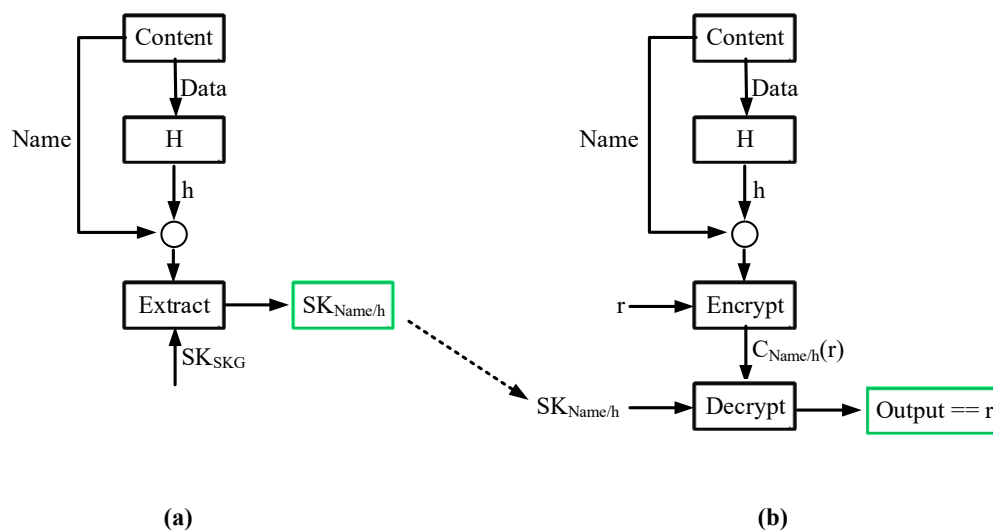 Content
Data
Name
H
h
Extract
SK_Name/h
SK_SKG
(a)
Content
Data
Name
H
h
r
Encrypt
C_Name/h(r)
SK_Name/h
Decrypt
Output == r
(b)